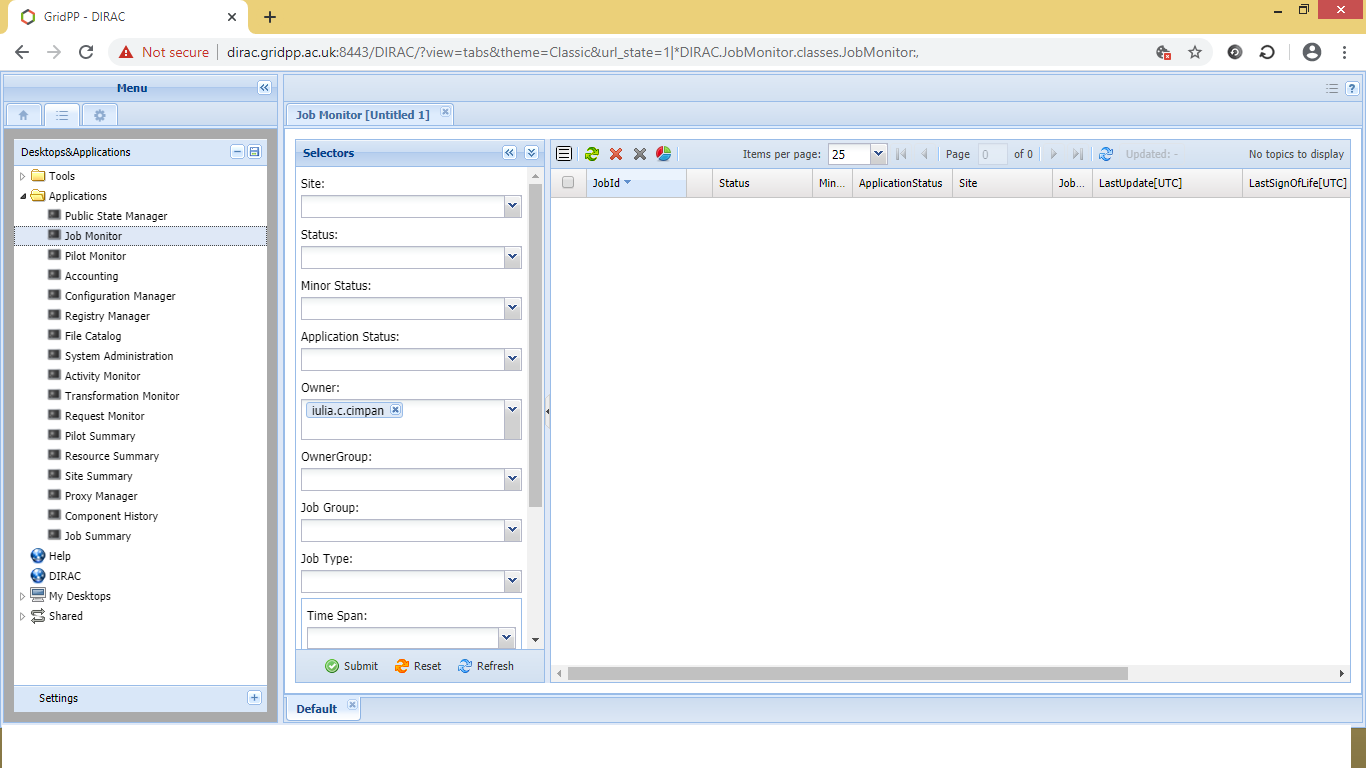 GridPP - DIRAC
Not secure
dirac.gridpp.ac.uk:8443/DIRAC/?view=tabs&theme=Classic&url_state=1|*DIRAC.JobMonitor.classes.JobMonitor:,
Menu
Desktops&Applications
Tools
Applications
Public State Manager
Job Monitor
Pilot Monitor
Accounting
Configuration Manager
Registry Manager
File Catalog
System Administration
Activity Monitor
Transformation Monitor
Request Monitor
Pilot Summary
Resource Summary
Site Summary
Proxy Manager
Component History
Job Summary
Help
DIRAC
My Desktops
Shared
Settings
Job Monitor [Untitled 1]
Selectors
Site:
Status:
Minor Status:
Application Status:
Owner:
iulia.c.cimpan
OwnerGroup:
Job Group:
Job Type:
Time Span:
Submit Reset Refresh
Items per page: 25 Page 0 of 0 Updated: - No topics to display
JobId Status Min... ApplicationStatus Site Job... LastUpdate[UTC] LastSignOfLife[UTC]
Default